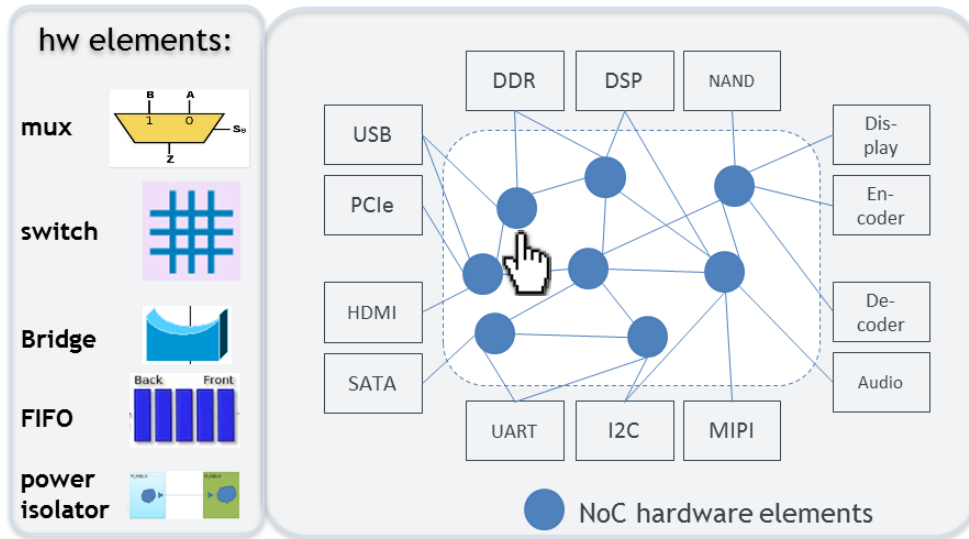 hw elements:
mux
B A
1 0
Z
switch
Bridge
FIFO
Back Front
power
isolator
DDR
DSP
NAND
USB
PCIe
HDMI
SATA
Dis-
play
En-
coder
De-
coder
Audio
UART
I2C
MIPI
NoC hardware elements